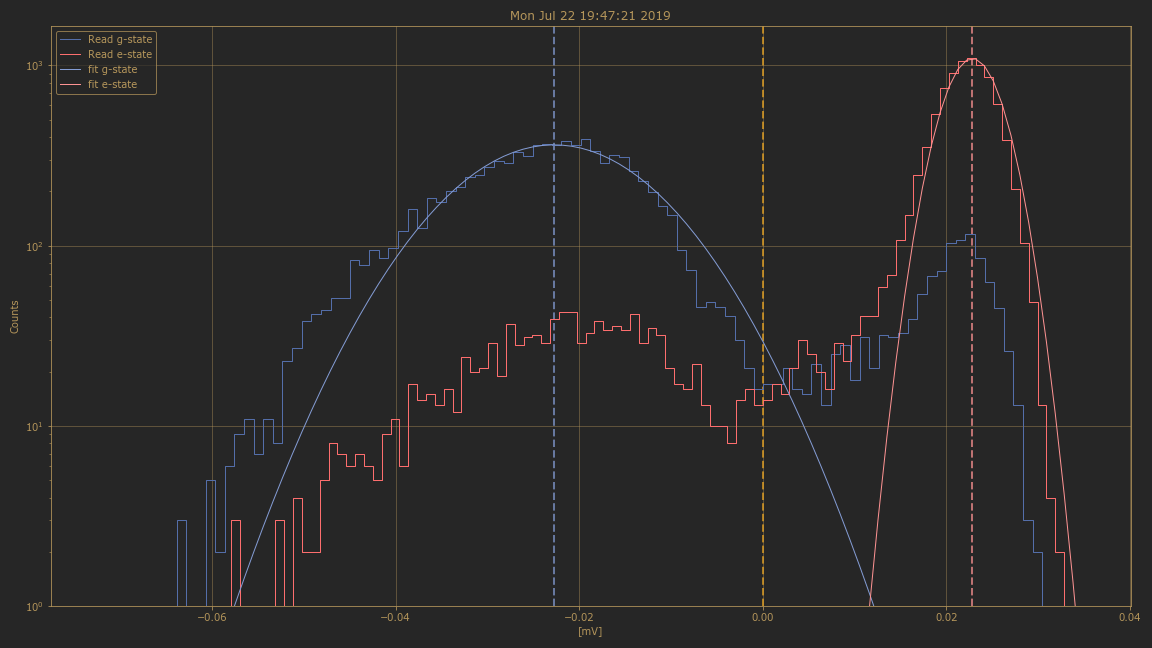 Mon Jul 22 19:47:21 2019
Read g-state
Read e-state
fit g-state
fit e-state
Counts
10³
10²
10¹
10⁰
−0.06
−0.04
−0.02
0.00
0.02
0.04
[mV]